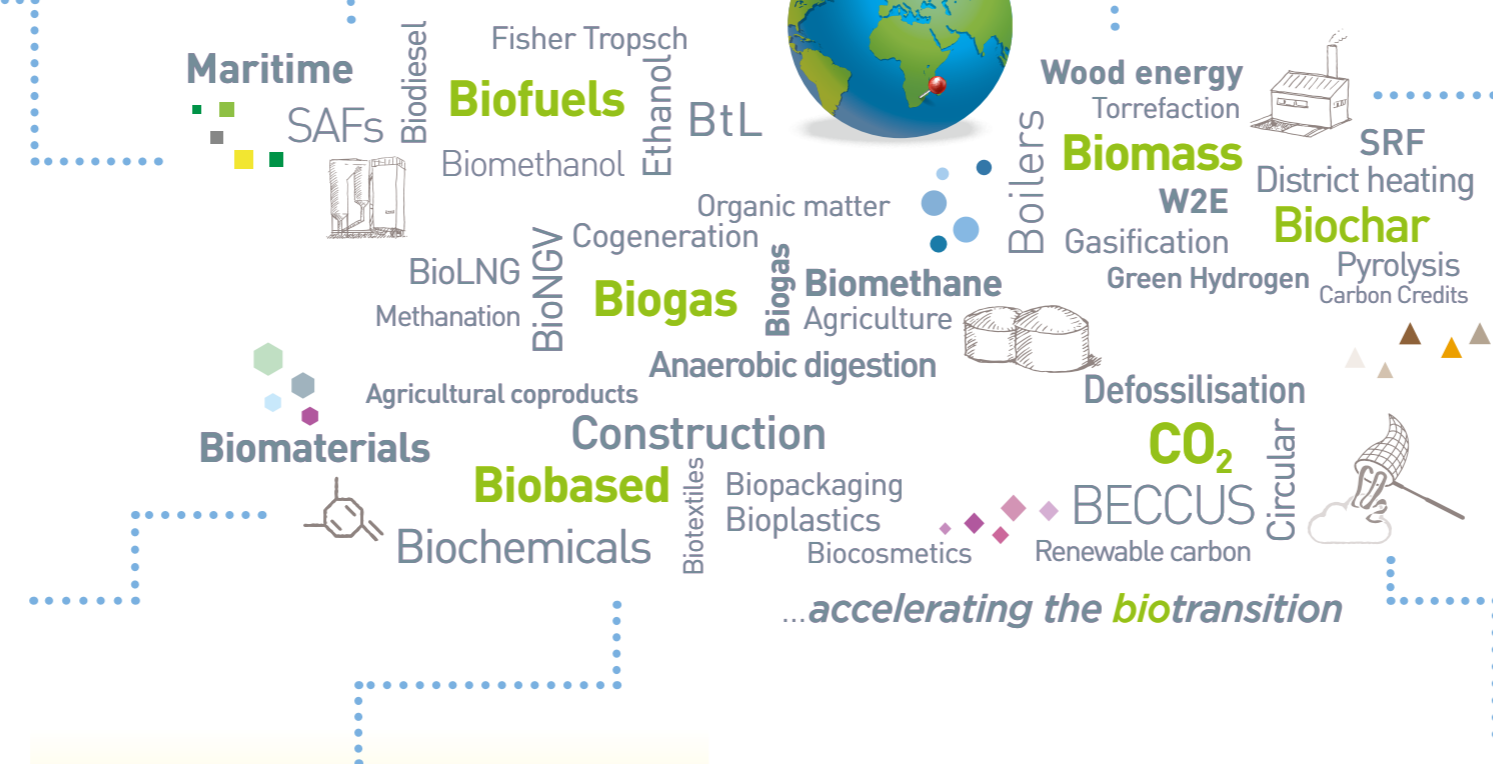 Maritime
SAFs
Biodiesel
Fisher Tropsch
Biofuels
Biomethanol
Ethanol
BtL
Wood energy
Torrefaction
Boilers
Biomass
W2E
Gasification
Green Hydrogen
SRF
District heating
Biochar
Pyrolysis
Carbon Credits
Organic matter
Cogeneration
BioLNG
Methanation
BioNGV
Biogas
Biogas
Biomethane
Agriculture
Anaerobic digestion
Agricultural coproducts
Biomaterials
Construction
Biobased
Biochemicals
Biotextiles
Biopackaging
Bioplastics
Biocosmetics
Defossilisation
CO₂
BECCUS
Circular
Renewable carbon
...accelerating the biotransition